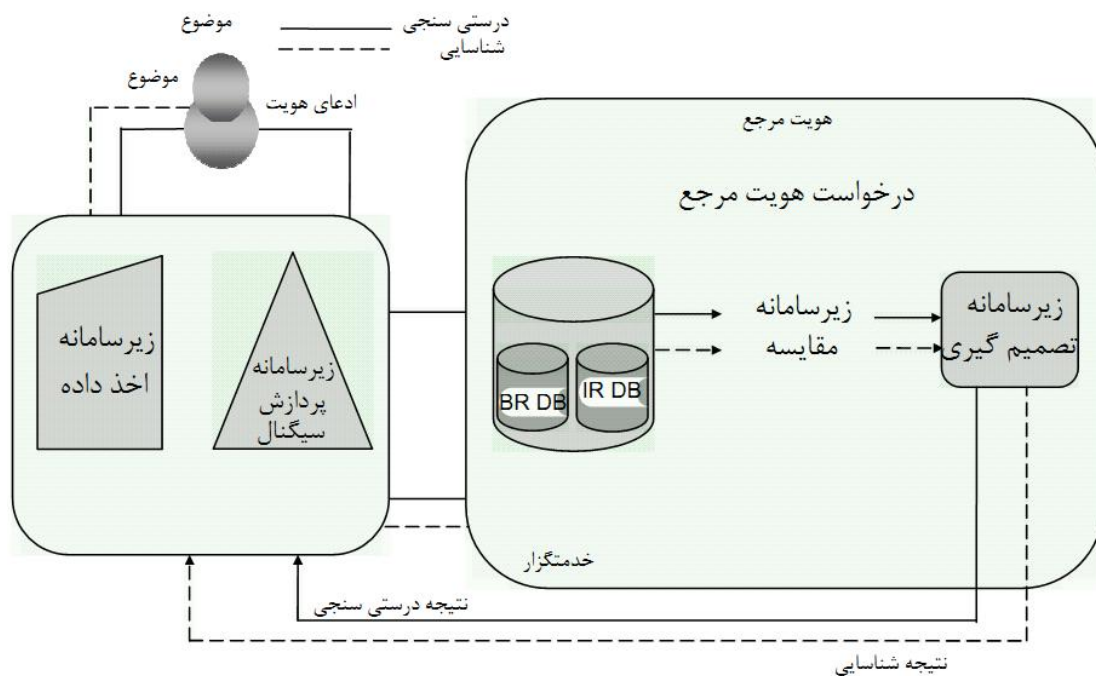 موضوع
درستی سنجی
شناسایی
موضوع
ادعای هویت
هویت مرجع
درخواست هویت مرجع
زیرسامانه
اخذ داده
زیرسامانه
پردازش
سیگنال
BR DB
IR DB
زیرسامانه
مقایسه
زیرسامانه
تصمیم گیری
خدمتگزار
نتیجه درستی سنجی
نتیجه شناسایی